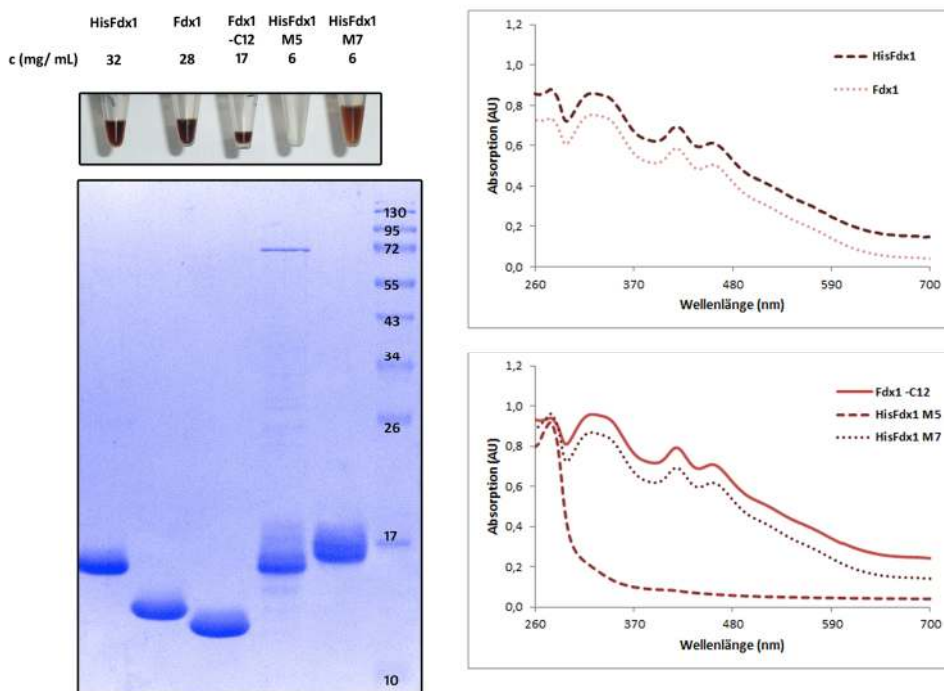 HisFdx1 Fdx1 Fdx1 -C12 HisFdx1 M5 HisFdx1 M7
c (mg/ mL) 32 28 17 6 6
130
95
72
55
43
34
26
17
10
1,2
1,0
0,8
0,6
0,4
0,2
0,0
Absorption (AU)
260 370 480 590 700
Wellenlänge (nm)
HisFdx1
Fdx1
1,2
1,0
0,8
0,6
0,4
0,2
0,0
Absorption (AU)
260 370 480 590 700
Wellenlänge (nm)
Fdx1 -C12
HisFdx1 M5
HisFdx1 M7